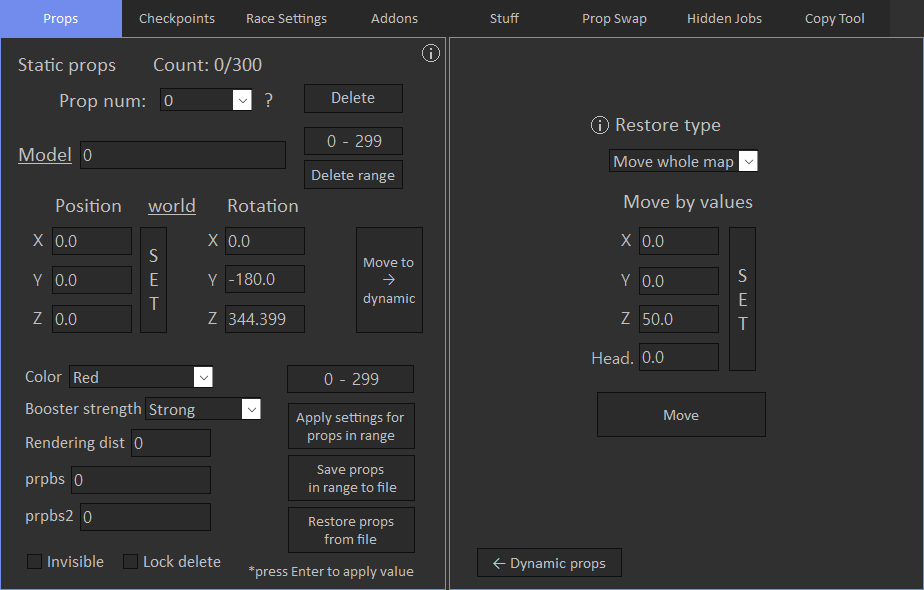 Props Checkpoints Race Settings Addons Stuff Prop Swap Hidden Jobs Copy Tool
Static props Count: 0/300
Prop num: 0 ? Delete
0 - 299
Model 0
Delete range
Position world Rotation
X 0.0 X 0.0
Y 0.0 Y -180.0
Z 0.0 Z 344.399
S
E
T
Move to
→
dynamic
Color Red
Booster strength Strong
Rendering dist 0
prpbs 0
prpbs2 0
Invisible Lock delete
0 - 299
Apply settings for
props in range
Save props
in range to file
Restore props
from file
*press Enter to apply value
Restore type
Move whole map
Move by values
X 0.0
Y 0.0
Z 50.0
Head. 0.0
S
E
T
Move
← Dynamic props